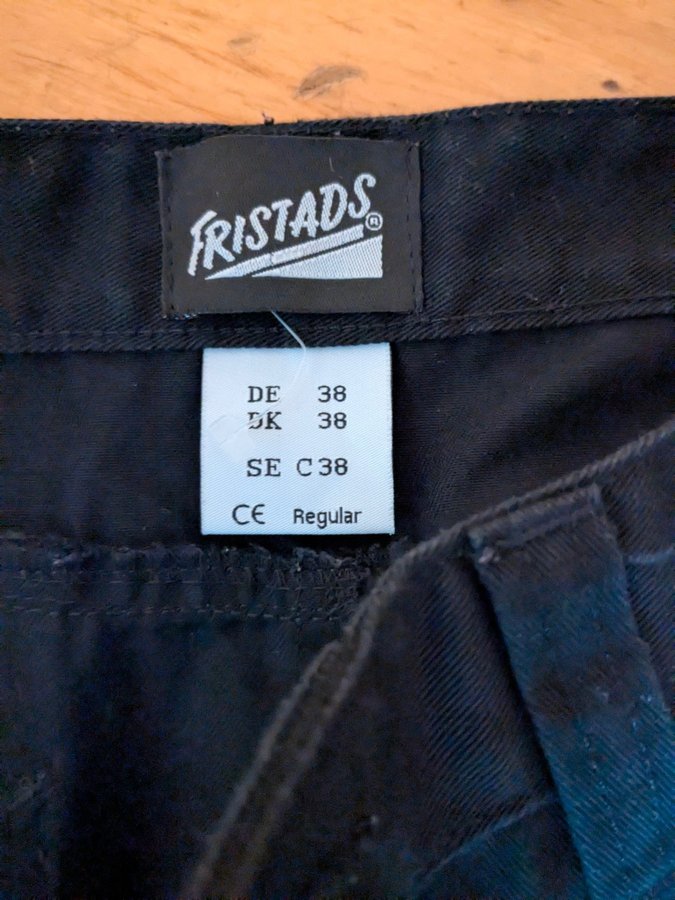 FRISTADS®
DE 38
DK 38
SE C38
CE Regular